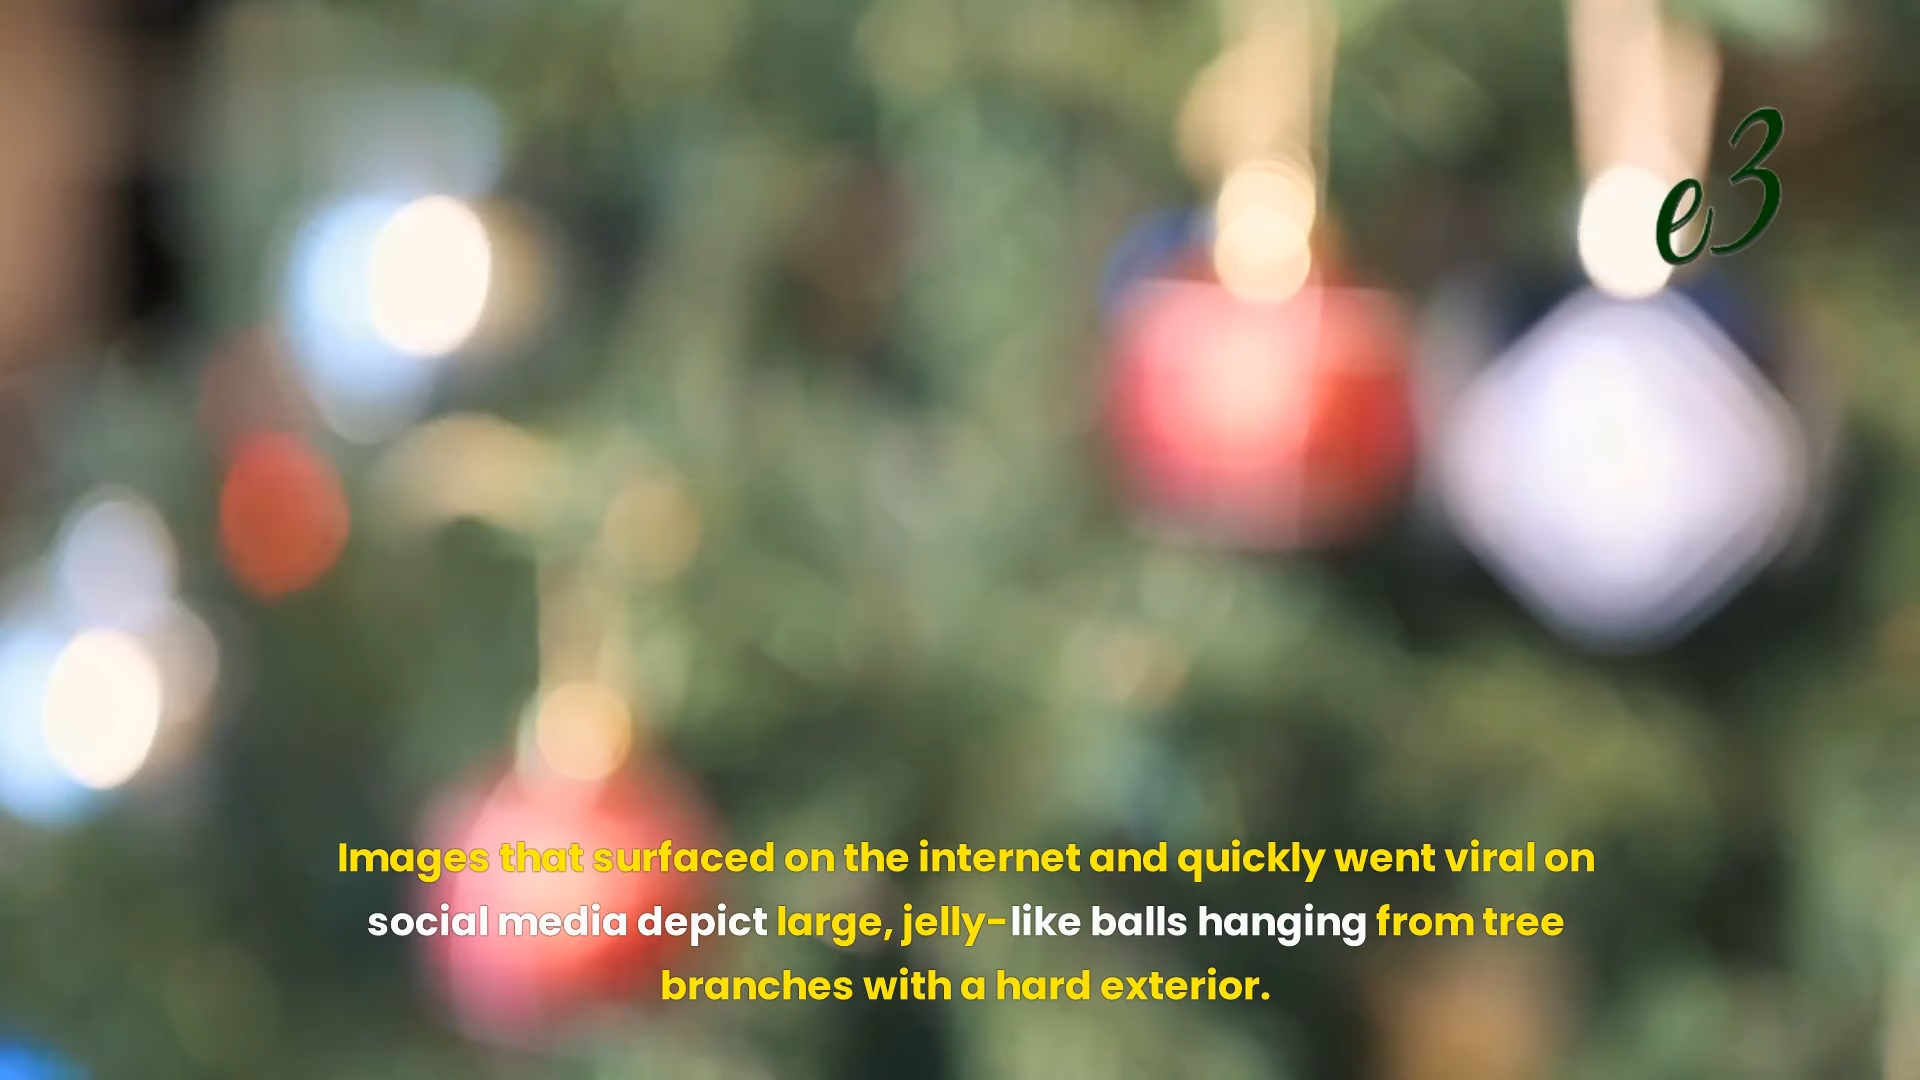 e3
Images that surfaced on the internet and quickly went viral on
social media depict large, jelly-like balls hanging from tree
branches with a hard exterior.